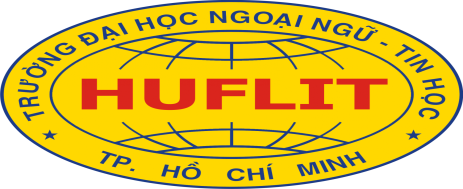 TRƯỜNG ĐẠI HỌC NGOẠI NGỮ - TIN HỌC
HUFLIT
TP. HỒ CHÍ MINH